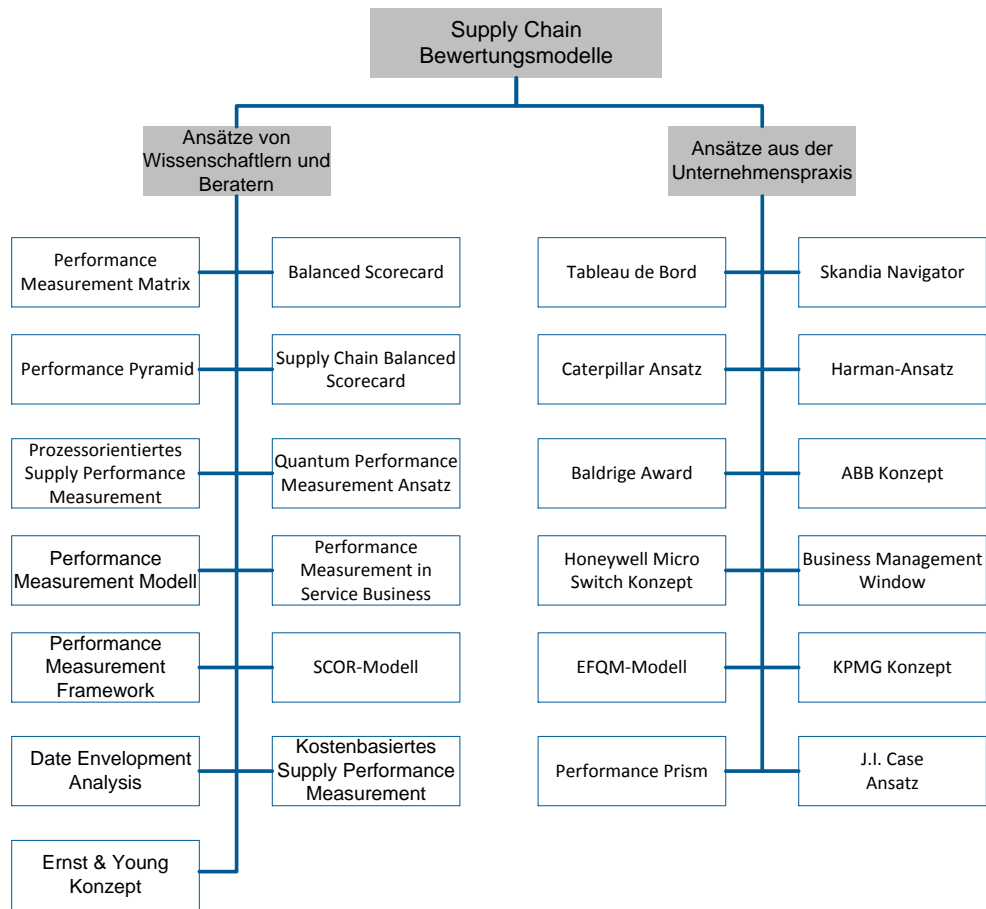 Supply Chain
Bewertungsmodelle
Ansätze von
Wissenschaftlern und
Beratern
Ansätze aus der
Unternehmenspraxis
Performance
Measurement Matrix
Balanced Scorecard
Tableau de Bord
Skandia Navigator
Performance Pyramid
Supply Chain Balanced
Scorecard
Caterpillar Ansatz
Harman-Ansatz
Prozessorientiertes
Supply Performance
Measurement
Quantum Performance
Measurement Ansatz
Baldrige Award
ABB Konzept
Performance
Measurement Modell
Performance
Measurement in
Service Business
Honeywell Micro
Switch Konzept
Business Management
Window
Performance
Measurement
Framework
SCOR-Modell
EFQM-Modell
KPMG Konzept
Date Envelopment
Analysis
Kostenbasiertes
Supply Performance
Measurement
Performance Prism
J.I. Case
Ansatz
Ernst & Young
Konzept